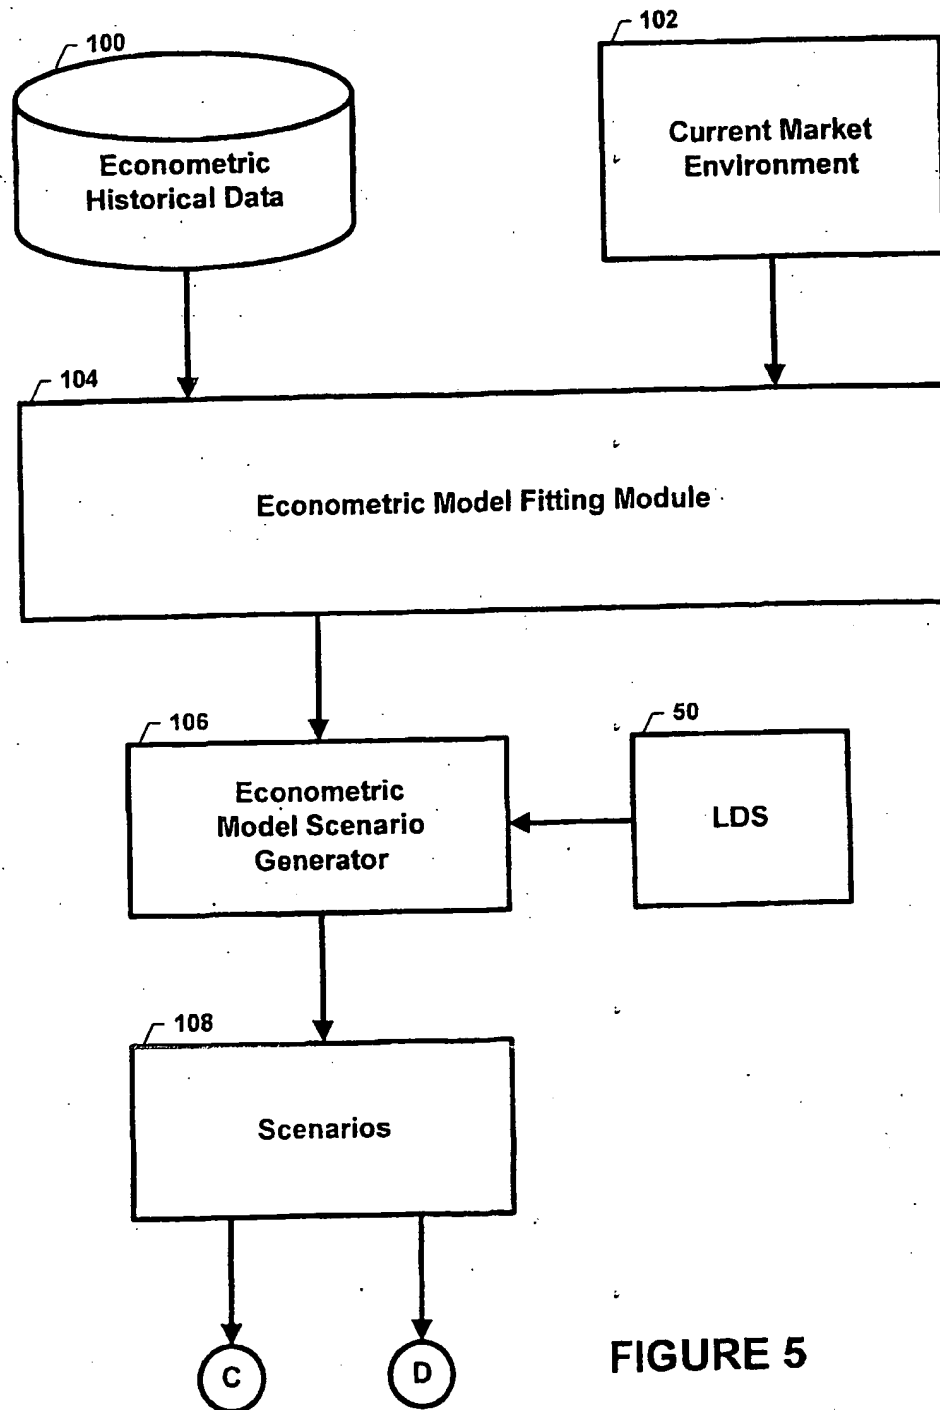 100
102
Econometric
Historical Data
Current Market
Environment
104
Econometric Model Fitting Module
106
50
Econometric
Model Scenario
Generator
LDS
108
Scenarios
C
D
FIGURE 5